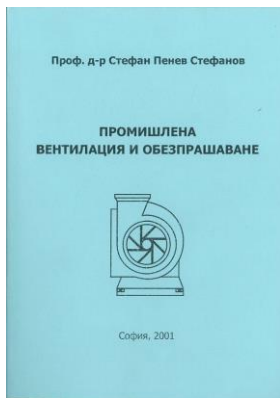 Проф. д-р Стефан Пенев Стефанов
ПРОМИШЛЕНА
ВЕНТИЛАЦИЯ И ОБЕЗПРАШАВАНЕ
София, 2001